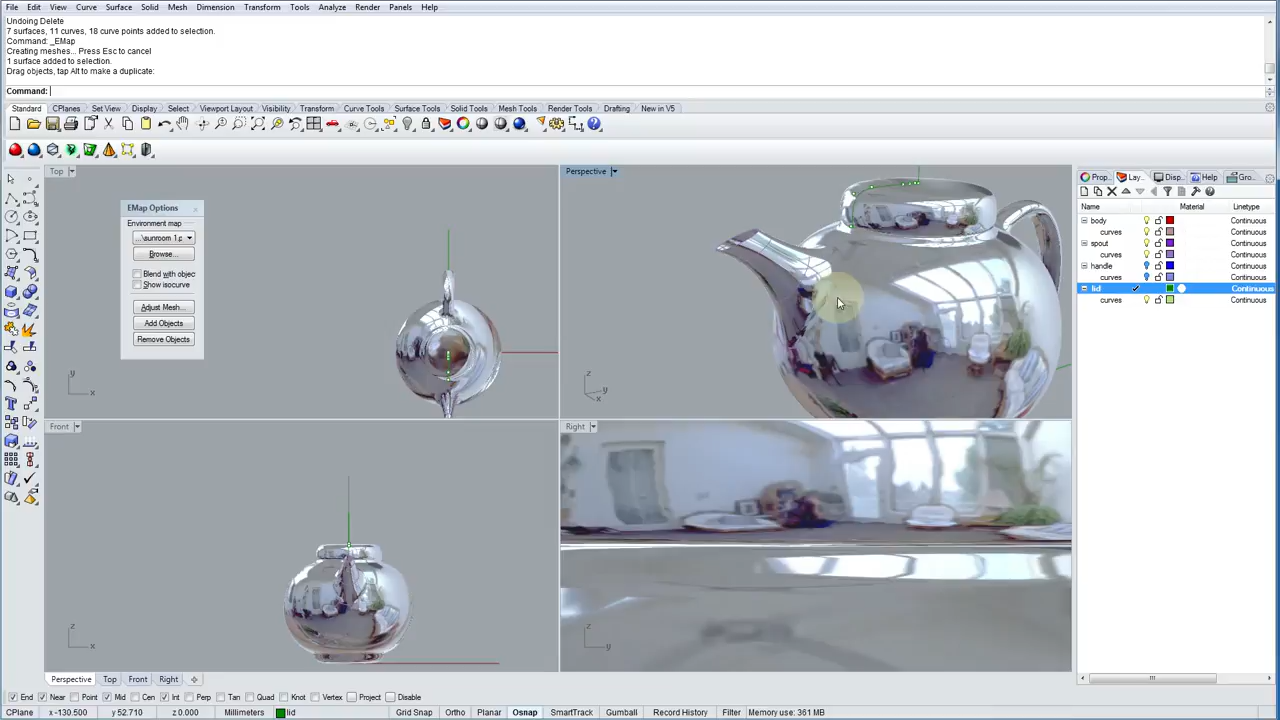 File Edit View Curve Surface Solid Mesh Dimension Transform Tools Analyze Render Panels Help
Undoing Delete
7 surfaces, 11 curves, 18 curve points added to selection.
Command: _EMap
Creating meshes... Press Esc to cancel
1 surface added to selection.
Drag objects, tap Alt to make a duplicate:
Command:
Standard CPlanes Set View Display Select Viewport Layout Visibility Transform Curve Tools Surface Tools Solid Tools Mesh Tools Render Tools Drafting New in V5
Top
Perspective
Prop... Lay... Disp... Help Gro...
Name Material Linetype
body Continuous
curves Continuous
spout Continuous
curves Continuous
handle Continuous
curves Continuous
lid Continuous
curves Continuous
EMap Options
Environment map
...\sunroom 1.p
Browse...
Blend with objec
Show isocurve
Adjust Mesh...
Add Objects
Remove Objects
y
x
z
y
x
Front
Right
z
x
z
y
Perspective Top Front Right
End Near Point Mid Cen Int Perp Tan Quad Knot Vertex Project Disable
CPlane x -130.500 y 52.710 z 0.000 Millimeters lid Grid Snap Ortho Planar Osnap SmartTrack Gumball Record History Filter Memory use: 361 MB